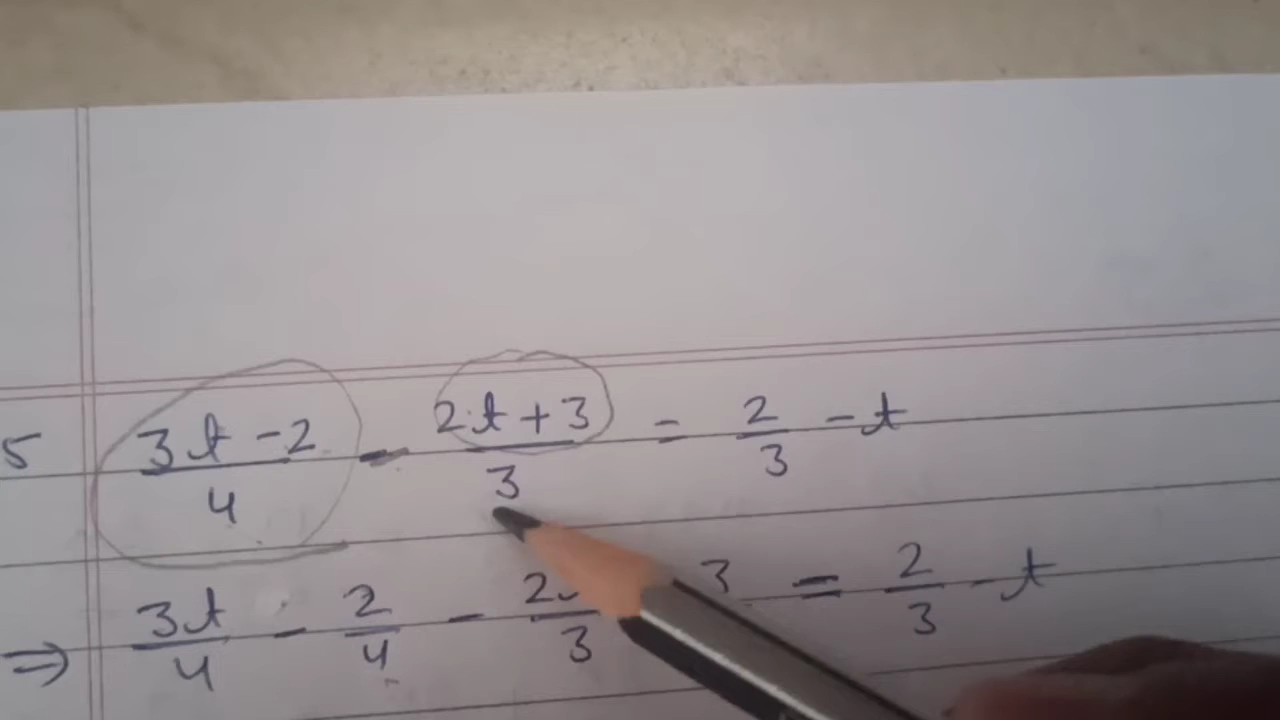 5 (3t - 2)/4 - (2t + 3)/3 = 2/3 - t
⇒ 3t/4 - 2/4 - 2 /3 3 = 2/3 - t